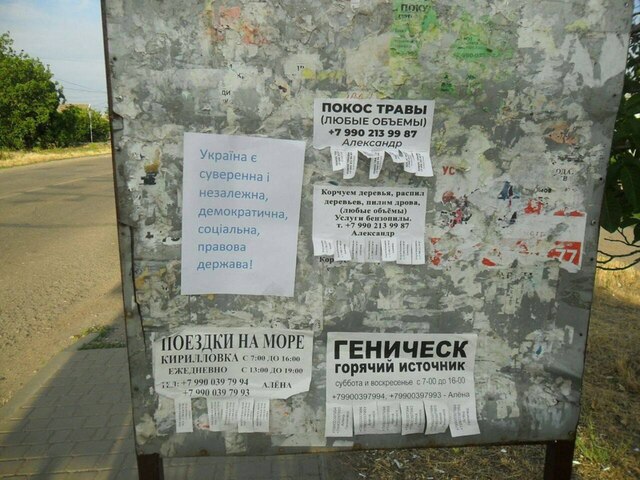 ПОКУ
ПОКОС ТРАВЫ
(ЛЮБЫЕ ОБЪЕМЫ)
+7 990 213 99 87
Александр
Україна є
суверенна і
незалежна,
демократична,
соціальна,
правова
держава!
Корчуем деревья, распил
деревьев, пилим дрова,
(любые объёмы)
Услуги бензопилы.
т. +7 990 213 99 87
Александр
ПОЕЗДКИ НА МОРЕ
КИРИЛЛОВКА С 7:00 ДО 16:00
ЕЖЕДНЕВНО С 13:00 ДО 19:00
ТЕЛ: +7 990 039 79 94 АЛЁНА
+7 990 039 79 93
ГЕНИЧЕСК
горячий источник
суббота и воскресенье с 7-00 до 16-00
+79900397994, +79900397993 - Алёна